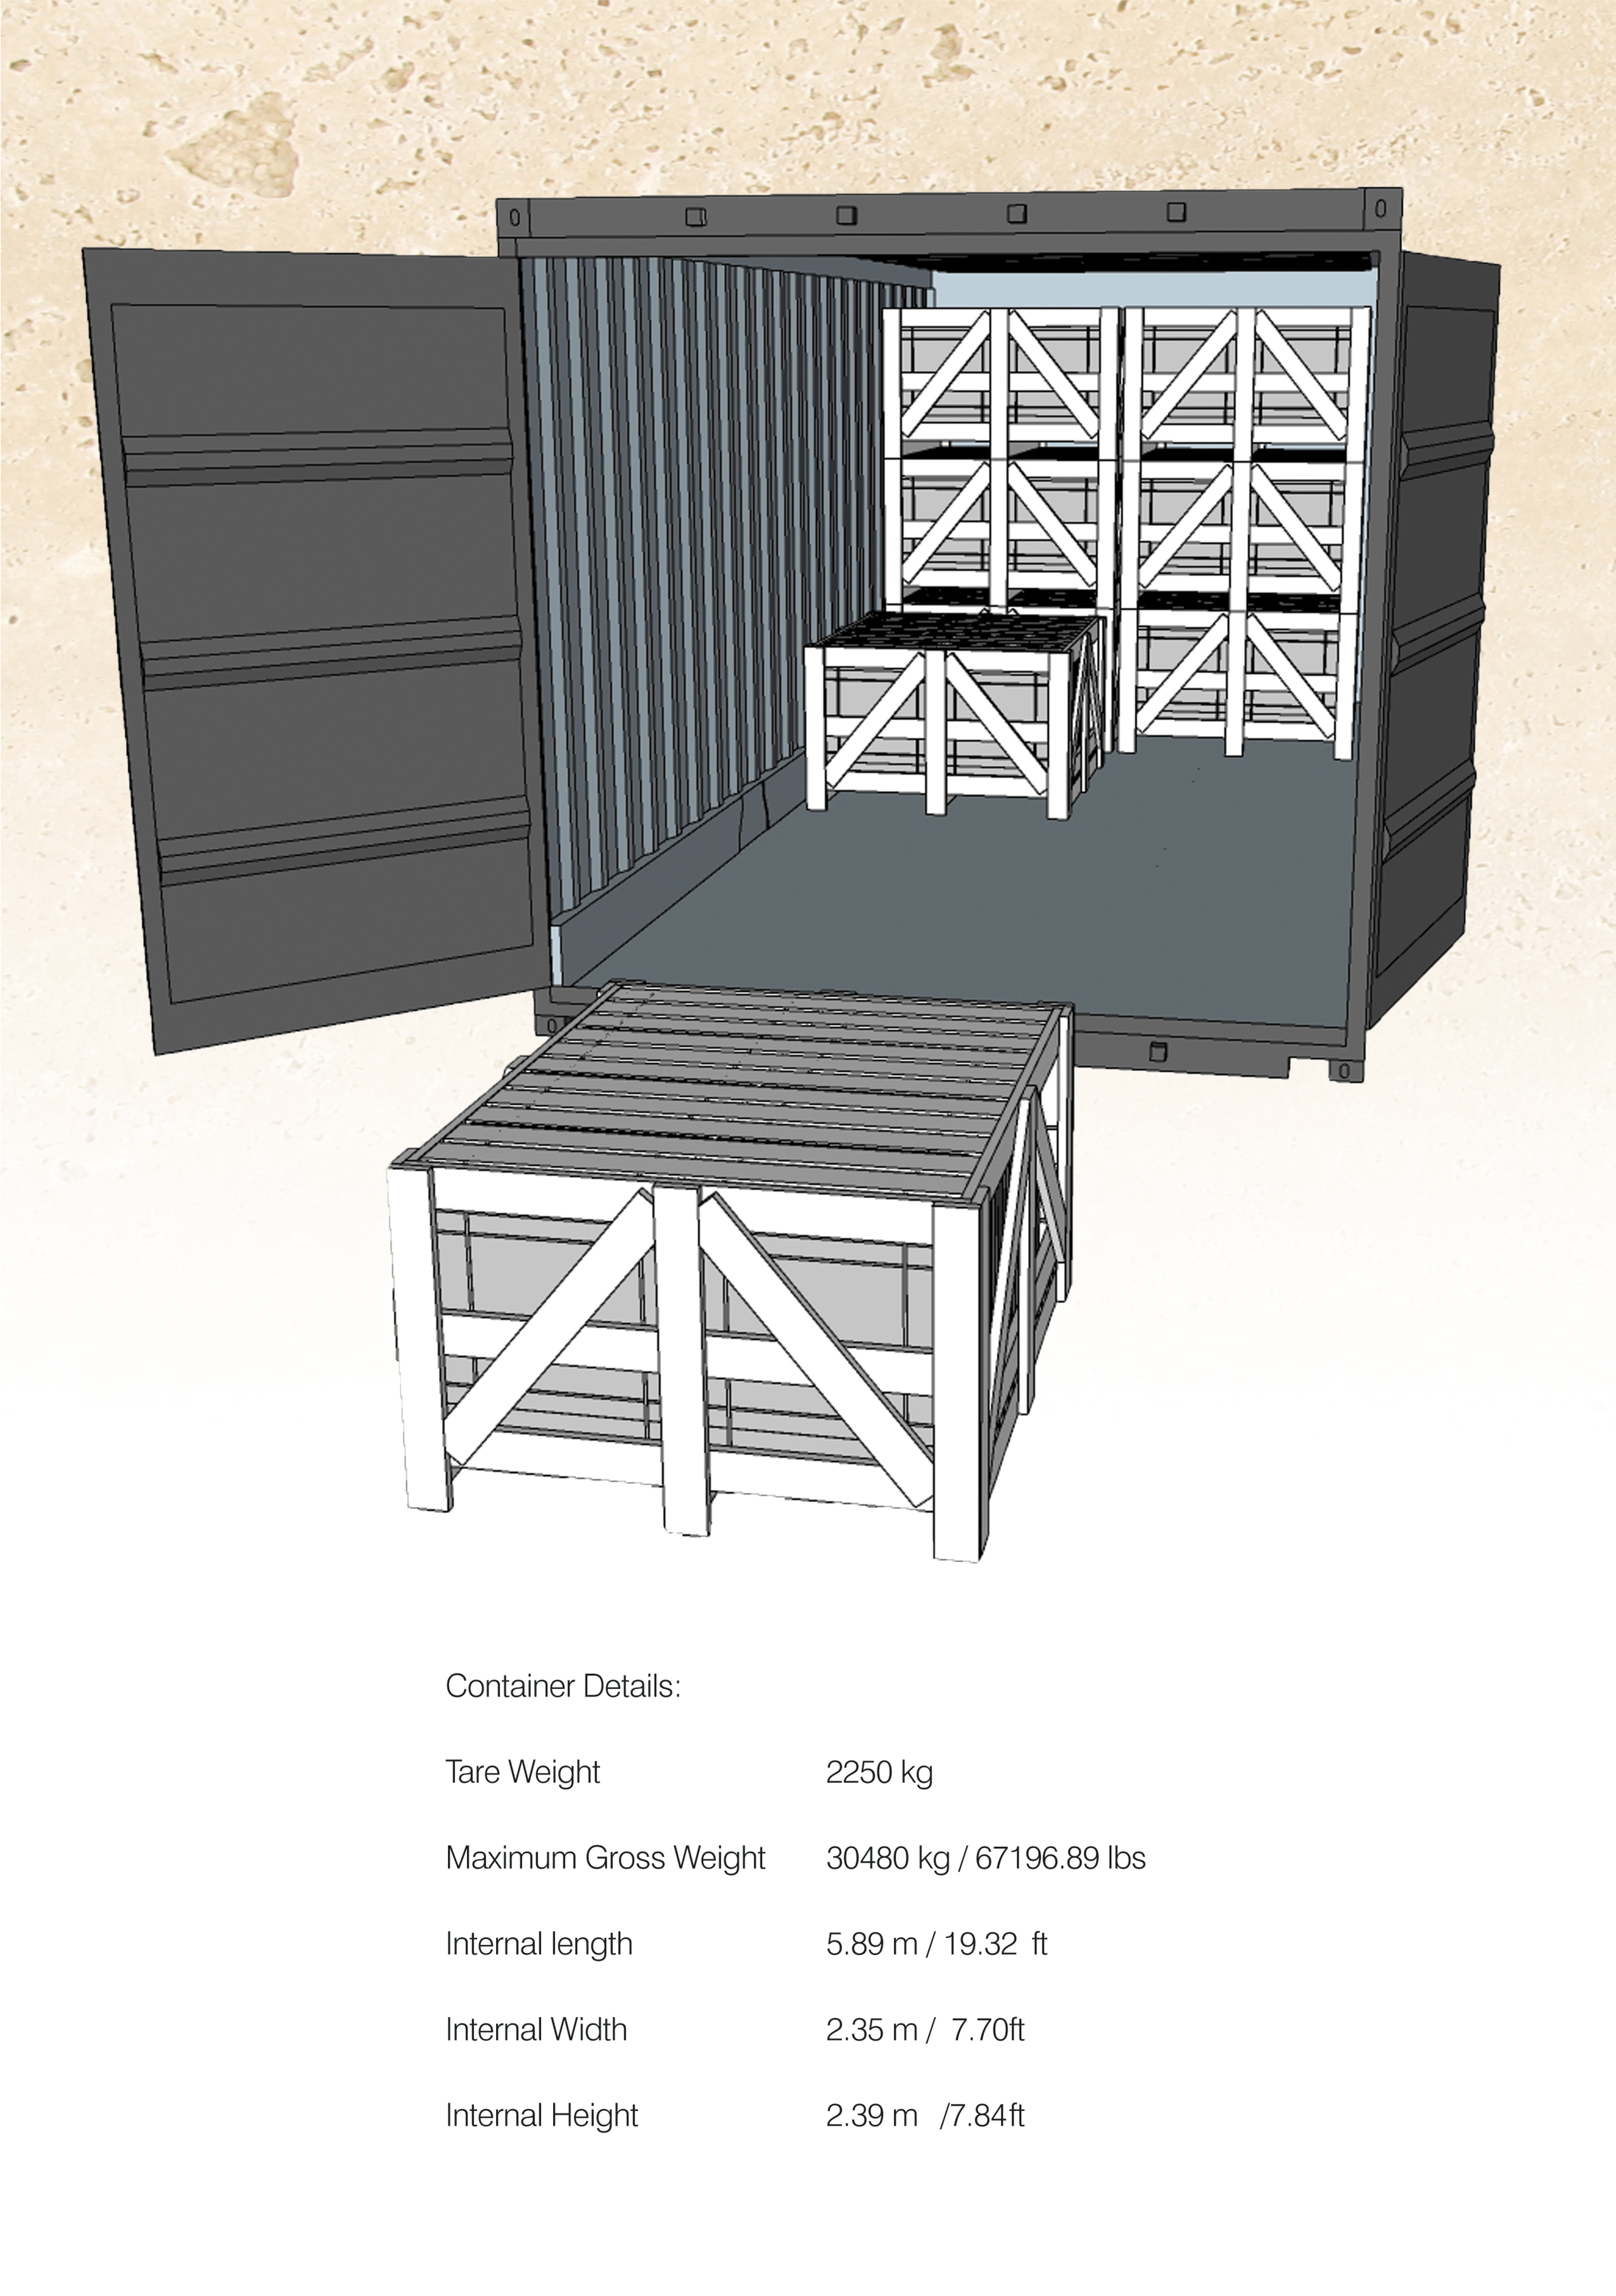 Container Details:
Tare Weight 2250 kg
Maximum Gross Weight 30480 kg / 67196.89 lbs
Internal length 5.89 m / 19.32 ft
Internal Width 2.35 m / 7.70ft
Internal Height 2.39 m /7.84ft